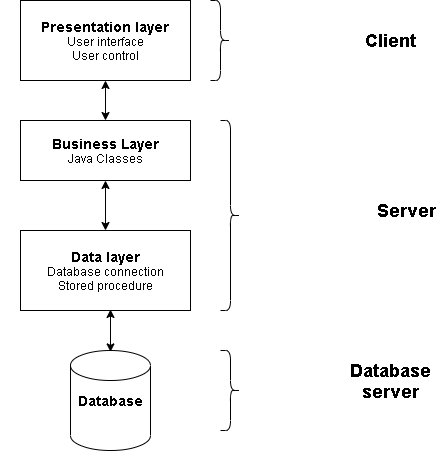 Presentation layer
User interface
User control
Client
Business Layer
Java Classes
Server
Data layer
Database connection
Stored procedure
Database
Database
server